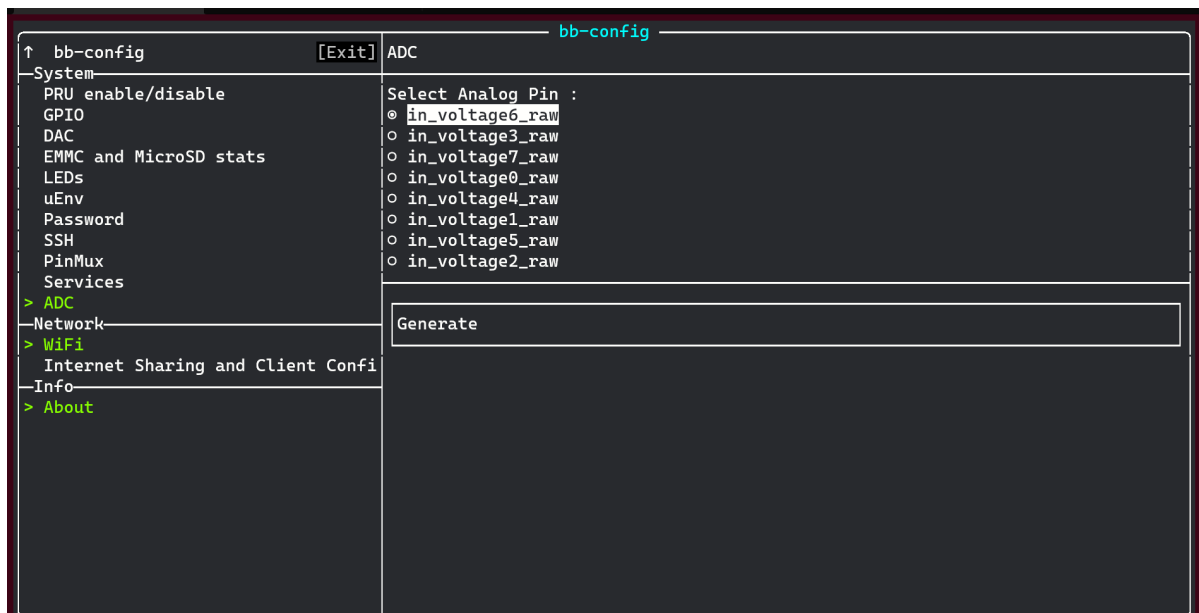 bb-config
↑ bb-config [Exit]
System
PRU enable/disable
GPIO
DAC
EMMC and MicroSD stats
LEDs
uEnv
Password
SSH
PinMux
Services
> ADC
Network
> WiFi
Internet Sharing and Client Confi
Info
> About
ADC
Select Analog Pin :
in_voltage6_raw
in_voltage3_raw
in_voltage7_raw
in_voltage0_raw
in_voltage4_raw
in_voltage1_raw
in_voltage5_raw
in_voltage2_raw
Generate